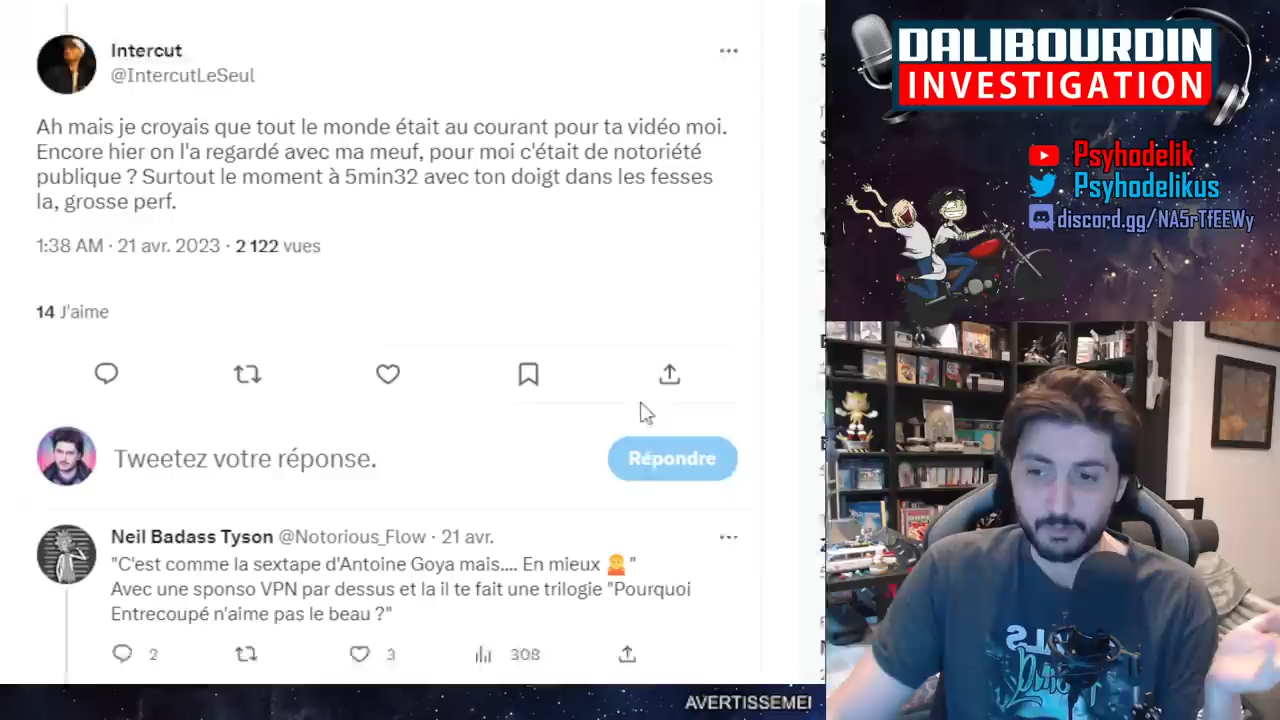 Intercut
@IntercutLeSeul
Ah mais je croyais que tout le monde était au courant pour ta vidéo moi.
Encore hier on l'a regardé avec ma meuf, pour moi c'était de notoriété
publique ? Surtout le moment à 5min32 avec ton doigt dans les fesses
la, grosse perf.
1:38 AM · 21 avr. 2023 · 2 122 vues
14 J'aime
Tweetez votre réponse.
Répondre
Neil Badass Tyson @Notorious_Flow · 21 avr.
"C'est comme la sextape d'Antoine Goya mais.... En mieux 🤷"
Avec une sponso VPN par dessus et la il te fait une trilogie "Pourquoi
Entrecoupé n'aime pas le beau ?"
2
3
308
AVERTISSEME
DALIBOURDIN
INVESTIGATION
Psyhodelik
Psyhodelikus
discord.gg/NA5rTfEEWy